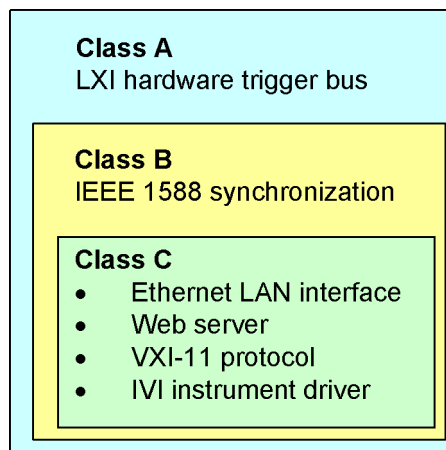 Class A
LXI hardware trigger bus
Class B
IEEE 1588 synchronization
Class C
• Ethernet LAN interface
• Web server
• VXI-11 protocol
• IVI instrument driver